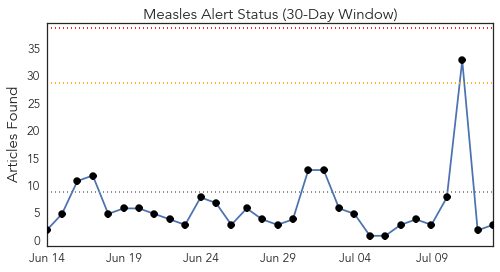 Measles Alert Status (30-Day Window)
Articles Found
35
30
25
20
15
10
5
0
Jun 14 Jun 19 Jun 24 Jun 29 Jul 04 Jul 09